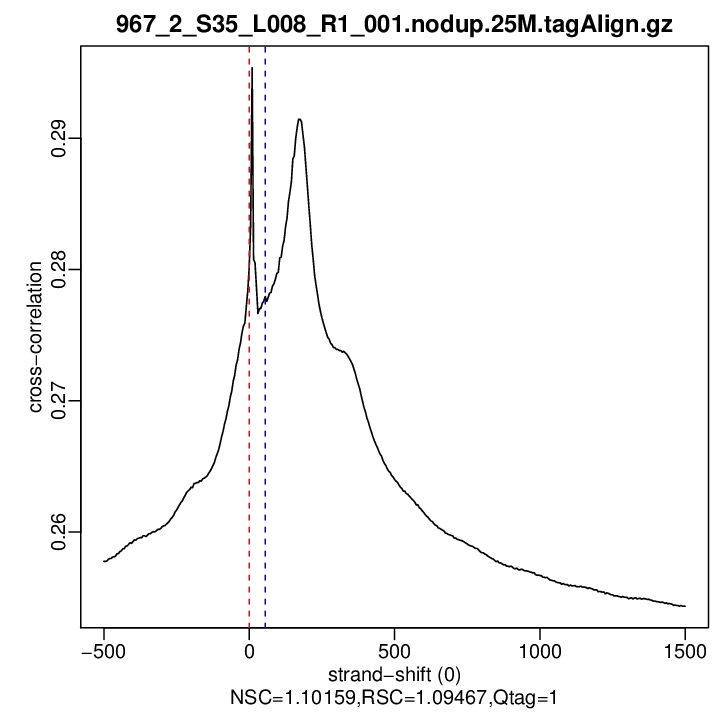 967_2_S35_L008_R1_001.nodup.25M.tagAlign.gz
cross−correlation
0.29
0.28
0.27
0.26
−500 0 500 1000 1500
strand−shift (0)
NSC=1.10159,RSC=1.09467,Qtag=1